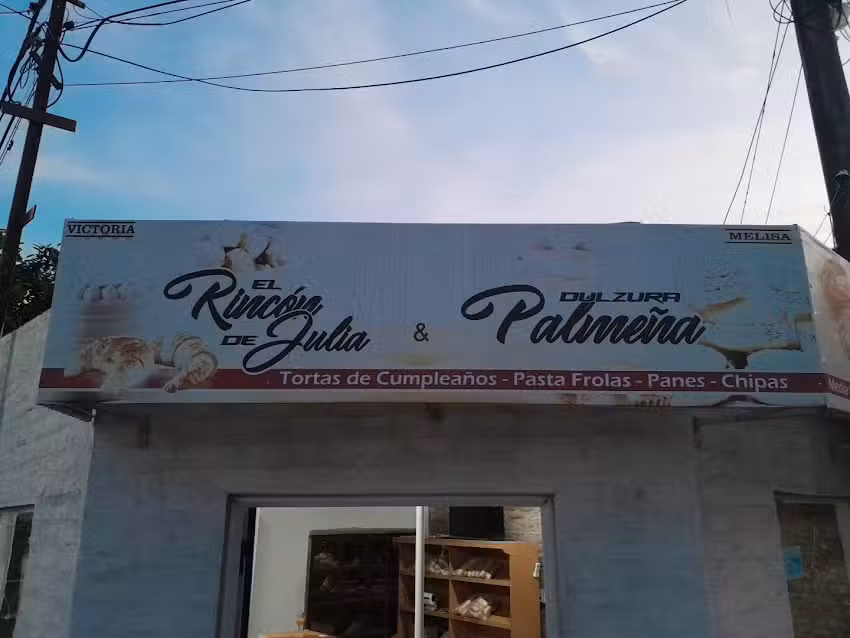 VICTORIA
MELISA
EL
Rincón
DE Julia
&
DULZURA
Palmeña
Tortas de Cumpleaños - Pasta Frolas - Panes - Chipas